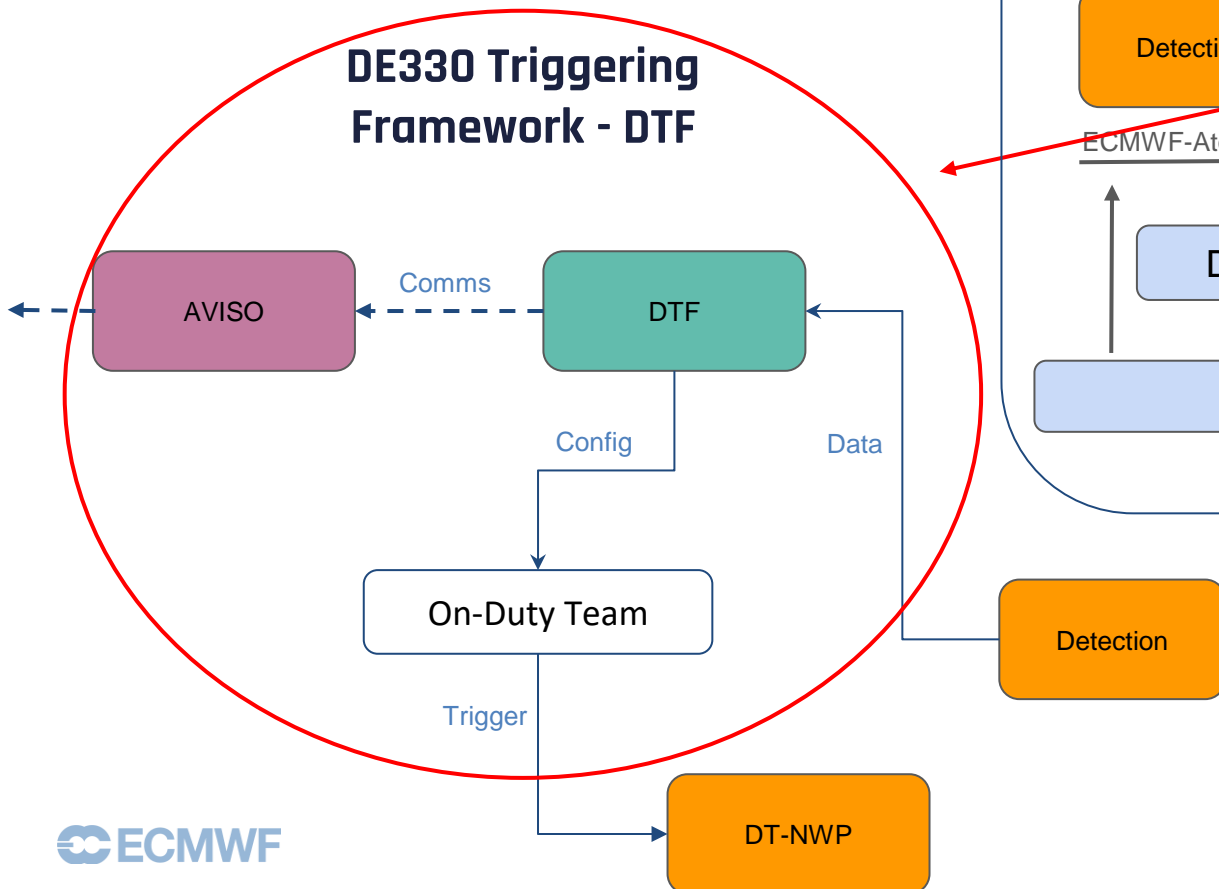 DE330 Triggering
Framework - DTF
AVISO
Comms
DTF
Config
Data
On-Duty Team
Trigger
DT-NWP
Detection
ECMWF